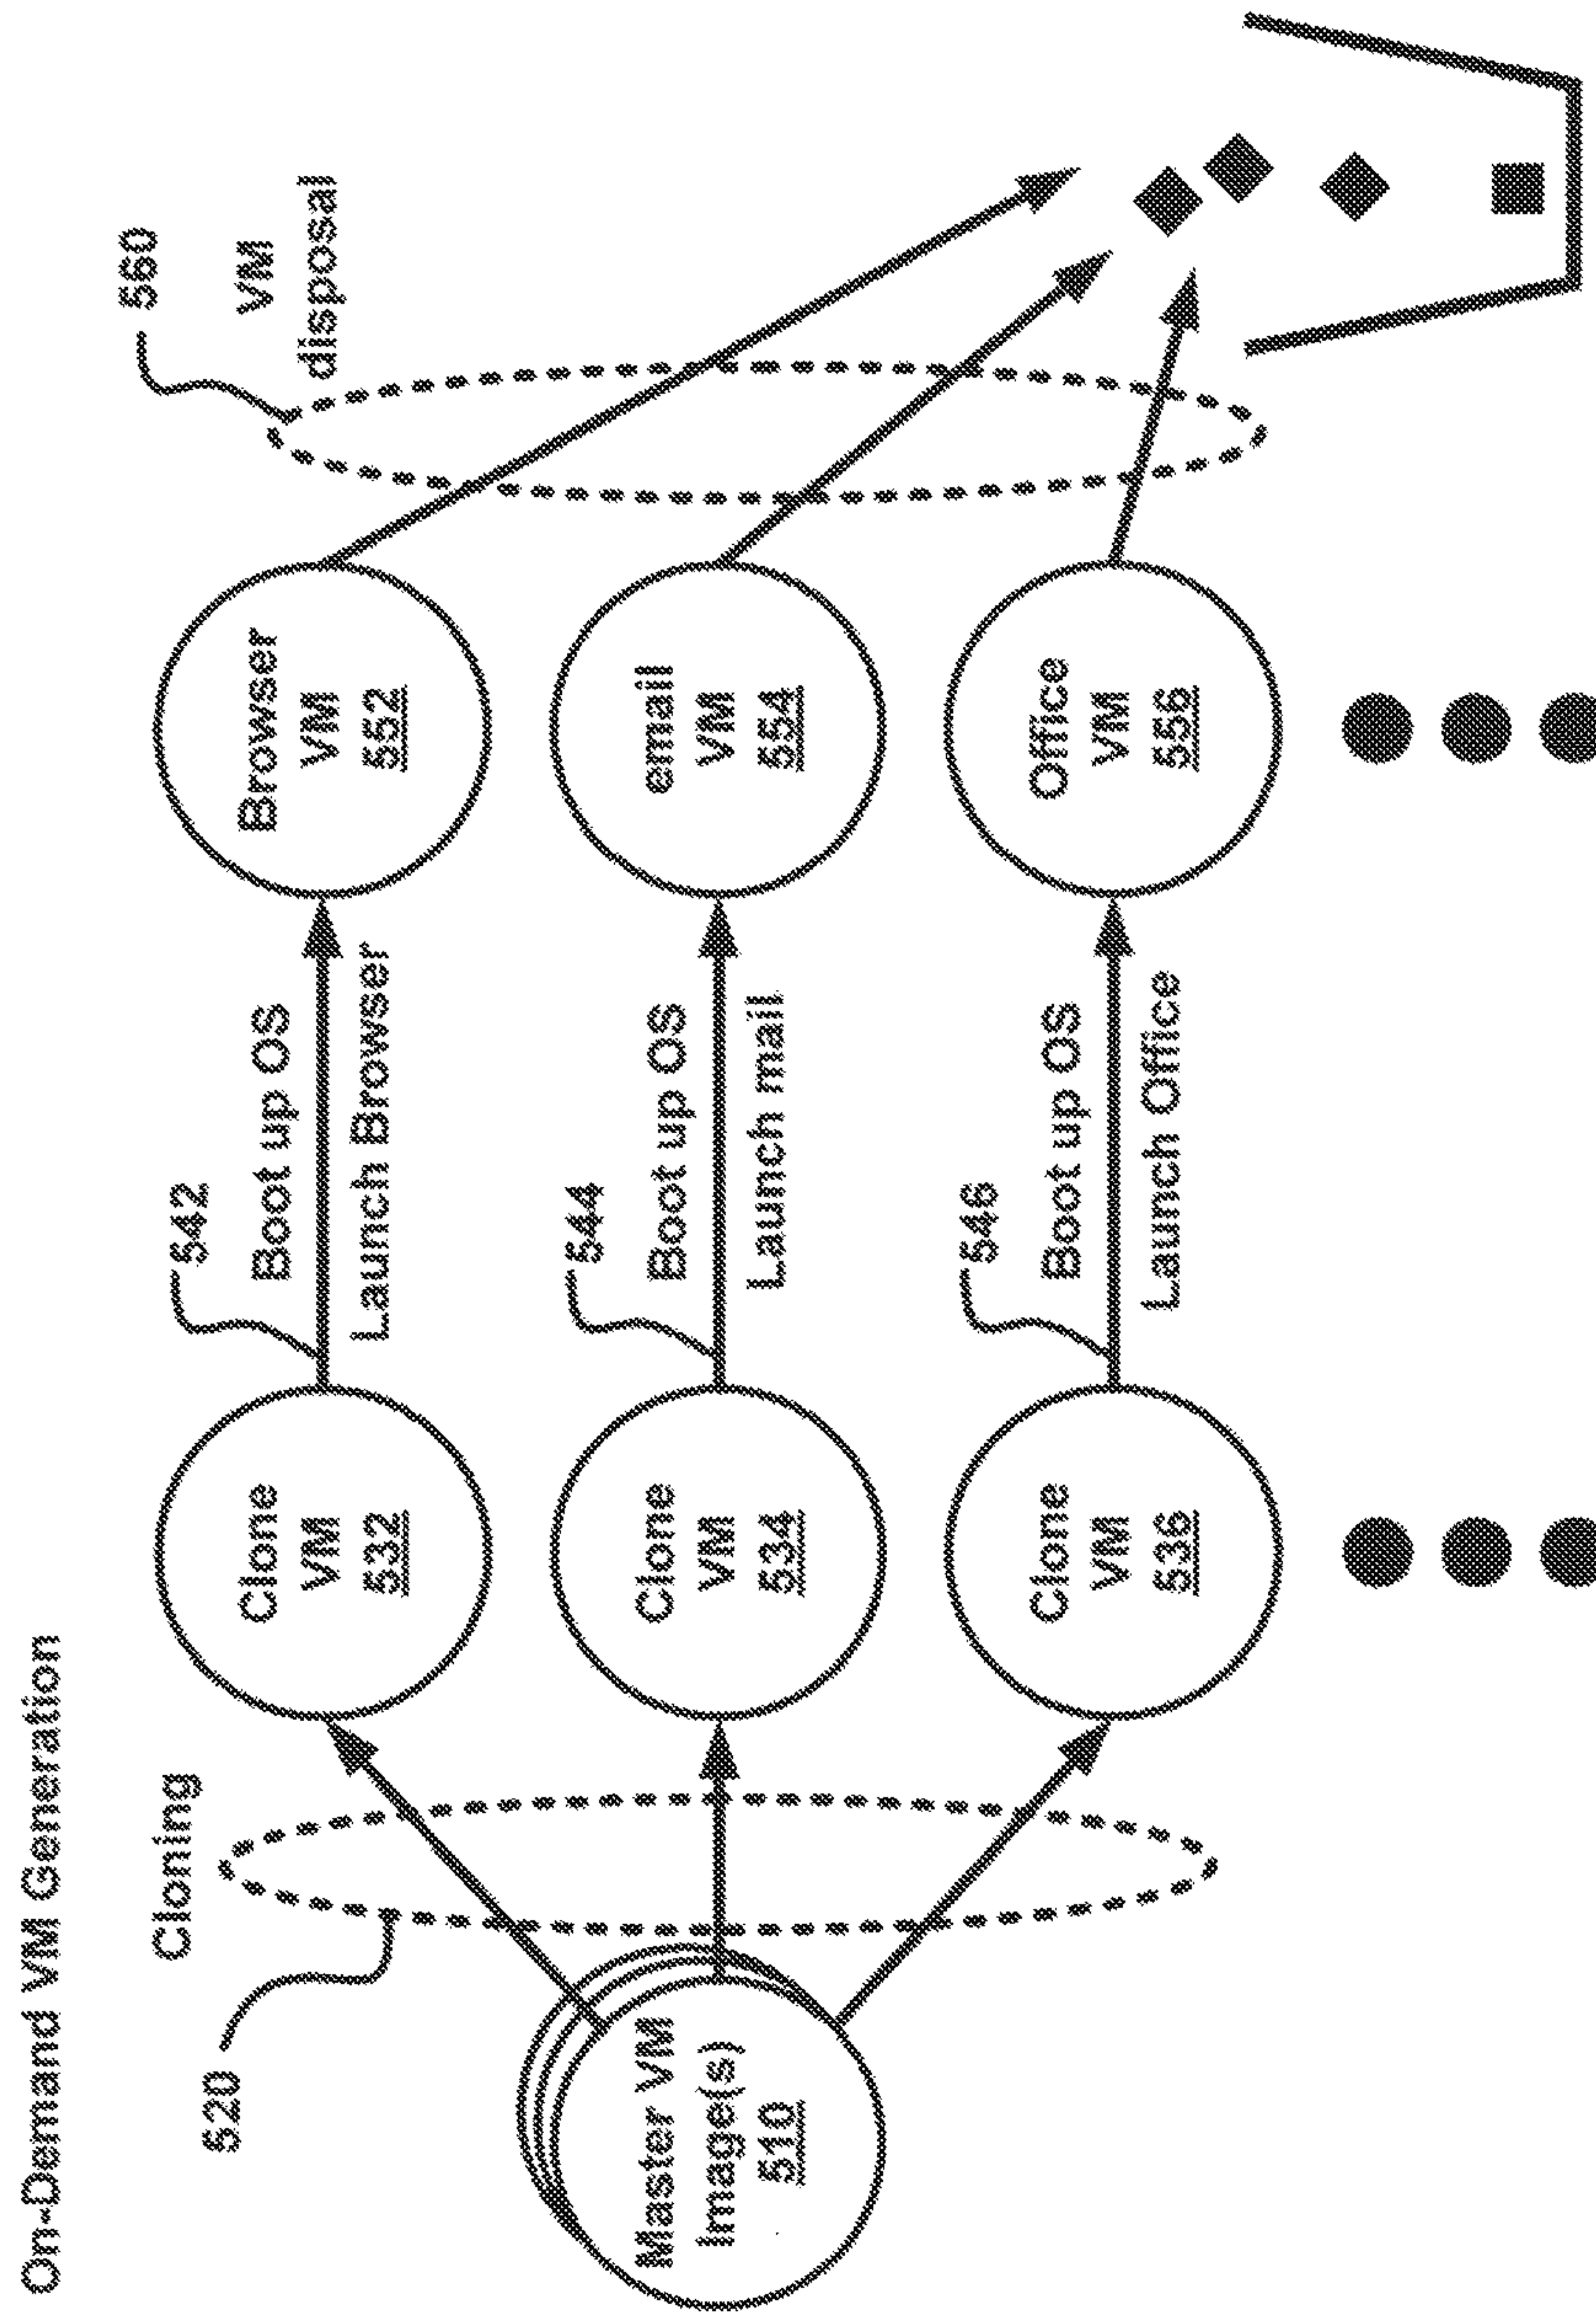 On-Demand VM Generation
520
Cloning
Master VM
Image(s)
510
Clone
VM
532
542
Boot up OS
Launch Browser
Browser
VM
552
560
VM
disposal
Clone
VM
534
544
Boot up OS
Launch mail
email
VM
554
Clone
VM
536
546
Boot up OS
Launch Office
Office
VM
556